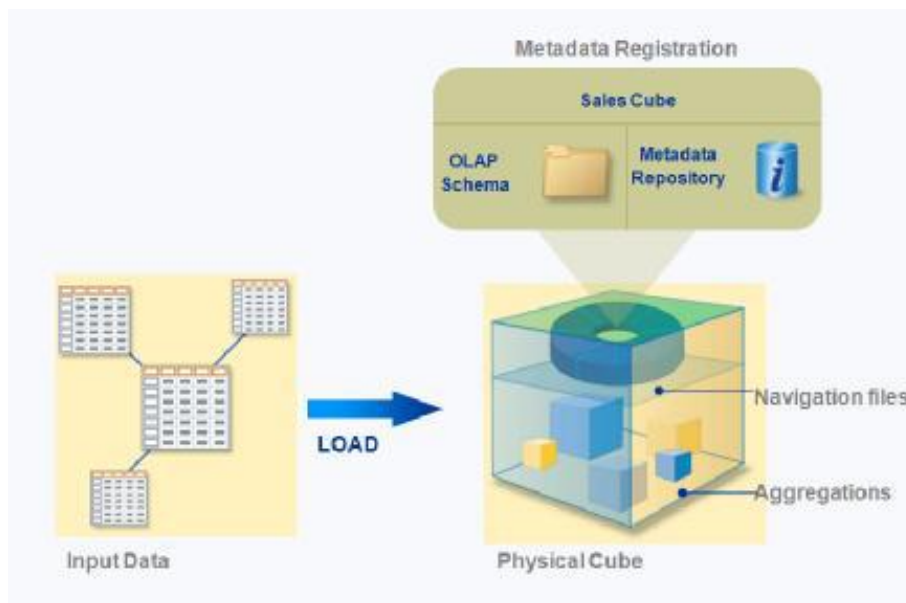 Metadata Registration
Sales Cube
OLAP
Schema
Metadata
Repository
LOAD
Navigation files
Aggregations
Input Data
Physical Cube